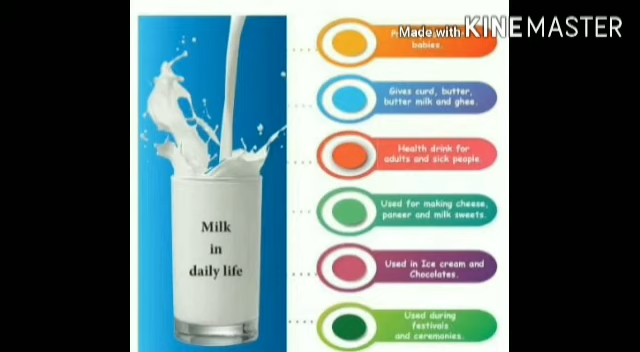 Made with KINEMASTER
babies.
Gives curd, butter,
butter milk and ghee.
Health drink for
adults and sick people.
Used for making cheese,
paneer and milk sweets.
Used in Ice cream and
Chocolates.
Used during
festivals
and ceremonies.
Milk
in
daily life